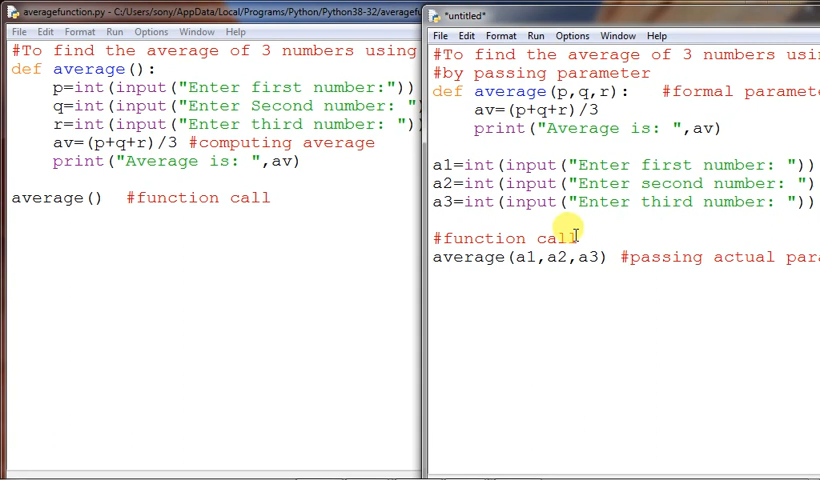 averagefunction.py - C:/Users/sony/AppData/Local/Programs/Python/Python38-32/averagefu
File Edit Format Run Options Window Help
#To find the average of 3 numbers using
def average():
    p=int(input("Enter first number:"))
    q=int(input("Enter Second number: ")
    r=int(input("Enter third number: "))
    av=(p+q+r)/3 #computing average
    print("Average is: ",av)
average()  #function call
*untitled*
File Edit Format Run Options Window Help
#To find the average of 3 numbers usin
#by passing parameter
def average(p,q,r):   #formal paramete
    av=(p+q+r)/3
    print("Average is: ",av)
a1=int(input("Enter first number: "))
a2=int(input("Enter second number: ")
a3=int(input("Enter third number: "))
#function call
average(a1,a2,a3) #passing actual para